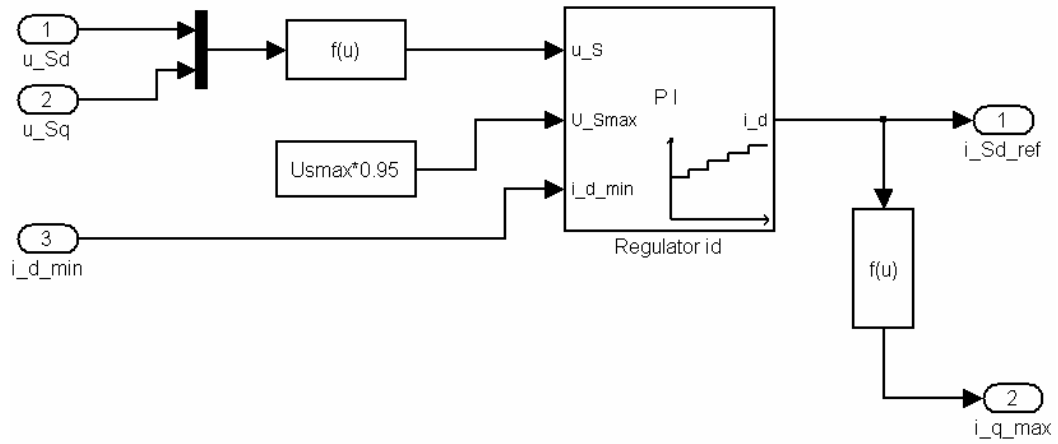 1
u_Sd
2
u_Sq
f(u)
Usmax*0.95
3
i_d_min
u_S
U_Smax
i_d_min
PI
i_d
Regulator id
1
i_Sd_ref
f(u)
2
i_q_max